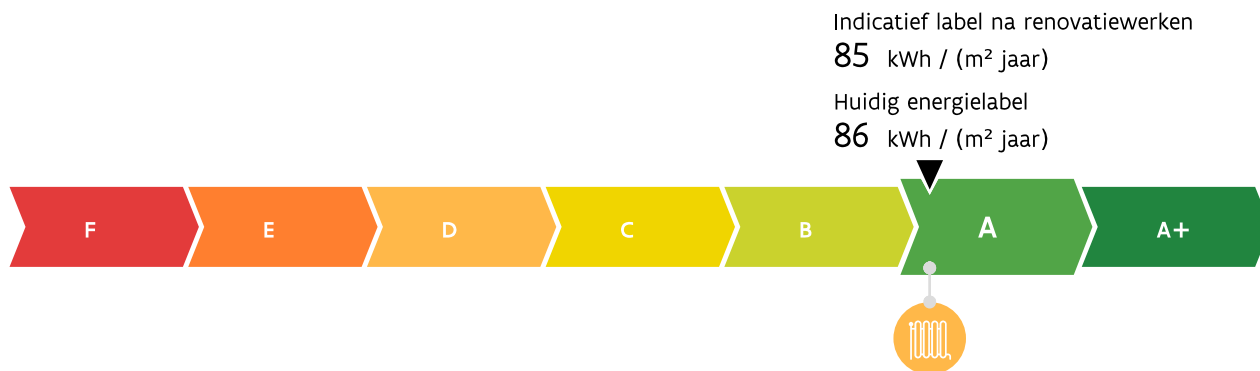 Indicatief label na renovatiewerken
85 kWh / (m² jaar)
Huidig energielabel
86 kWh / (m² jaar)
F E D C B A A+